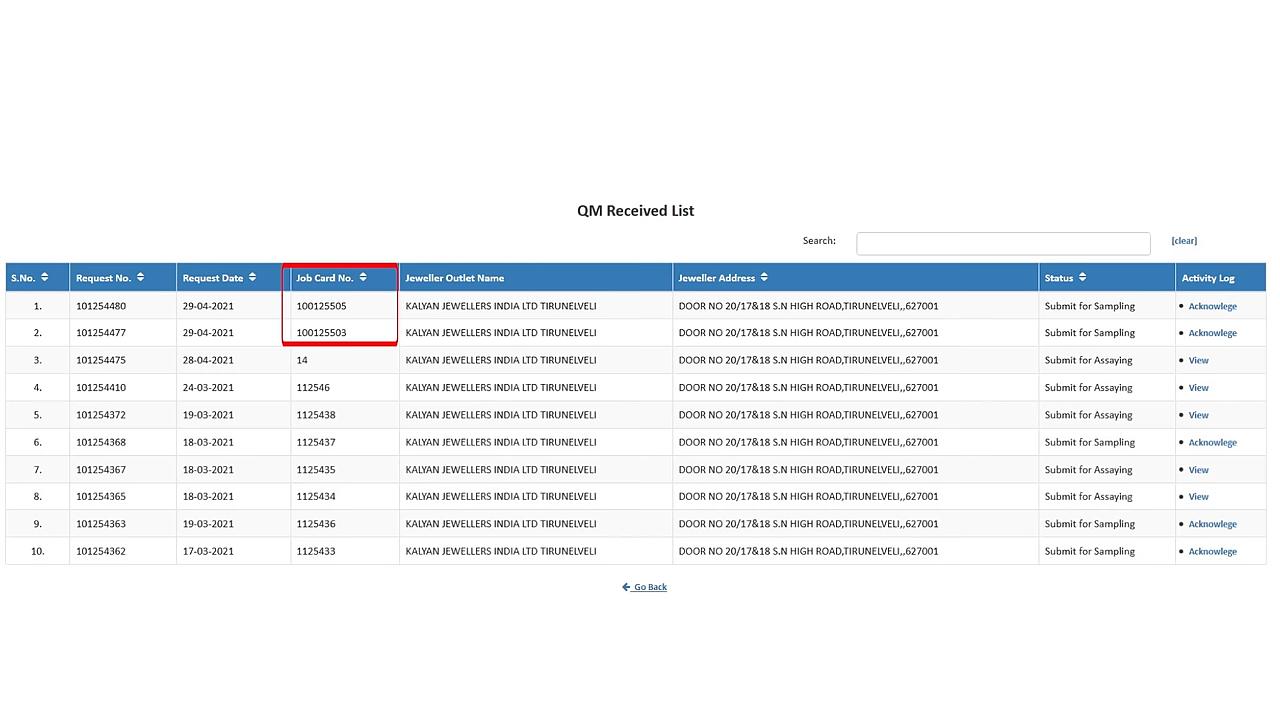 QM Received List
Search: [clear]
S.No. Request No. Request Date Job Card No. Jeweller Outlet Name Jeweller Address Status Activity Log
1. 101254480 29-04-2021 100125505 KALYAN JEWELLERS INDIA LTD TIRUNELVELI DOOR NO 20/17&18 S.N HIGH ROAD,TIRUNELVELI,,627001 Submit for Sampling • Acknowlege
2. 101254477 29-04-2021 100125503 KALYAN JEWELLERS INDIA LTD TIRUNELVELI DOOR NO 20/17&18 S.N HIGH ROAD,TIRUNELVELI,,627001 Submit for Sampling • Acknowlege
3. 101254475 28-04-2021 14 KALYAN JEWELLERS INDIA LTD TIRUNELVELI DOOR NO 20/17&18 S.N HIGH ROAD,TIRUNELVELI,,627001 Submit for Assaying • View
4. 101254410 24-03-2021 112546 KALYAN JEWELLERS INDIA LTD TIRUNELVELI DOOR NO 20/17&18 S.N HIGH ROAD,TIRUNELVELI,,627001 Submit for Assaying • View
5. 101254372 19-03-2021 1125438 KALYAN JEWELLERS INDIA LTD TIRUNELVELI DOOR NO 20/17&18 S.N HIGH ROAD,TIRUNELVELI,,627001 Submit for Assaying • View
6. 101254368 18-03-2021 1125437 KALYAN JEWELLERS INDIA LTD TIRUNELVELI DOOR NO 20/17&18 S.N HIGH ROAD,TIRUNELVELI,,627001 Submit for Sampling • Acknowlege
7. 101254367 18-03-2021 1125435 KALYAN JEWELLERS INDIA LTD TIRUNELVELI DOOR NO 20/17&18 S.N HIGH ROAD,TIRUNELVELI,,627001 Submit for Assaying • View
8. 101254365 18-03-2021 1125434 KALYAN JEWELLERS INDIA LTD TIRUNELVELI DOOR NO 20/17&18 S.N HIGH ROAD,TIRUNELVELI,,627001 Submit for Assaying • View
9. 101254363 19-03-2021 1125436 KALYAN JEWELLERS INDIA LTD TIRUNELVELI DOOR NO 20/17&18 S.N HIGH ROAD,TIRUNELVELI,,627001 Submit for Sampling • Acknowlege
10. 101254362 17-03-2021 1125433 KALYAN JEWELLERS INDIA LTD TIRUNELVELI DOOR NO 20/17&18 S.N HIGH ROAD,TIRUNELVELI,,627001 Submit for Sampling • Acknowlege
Go Back